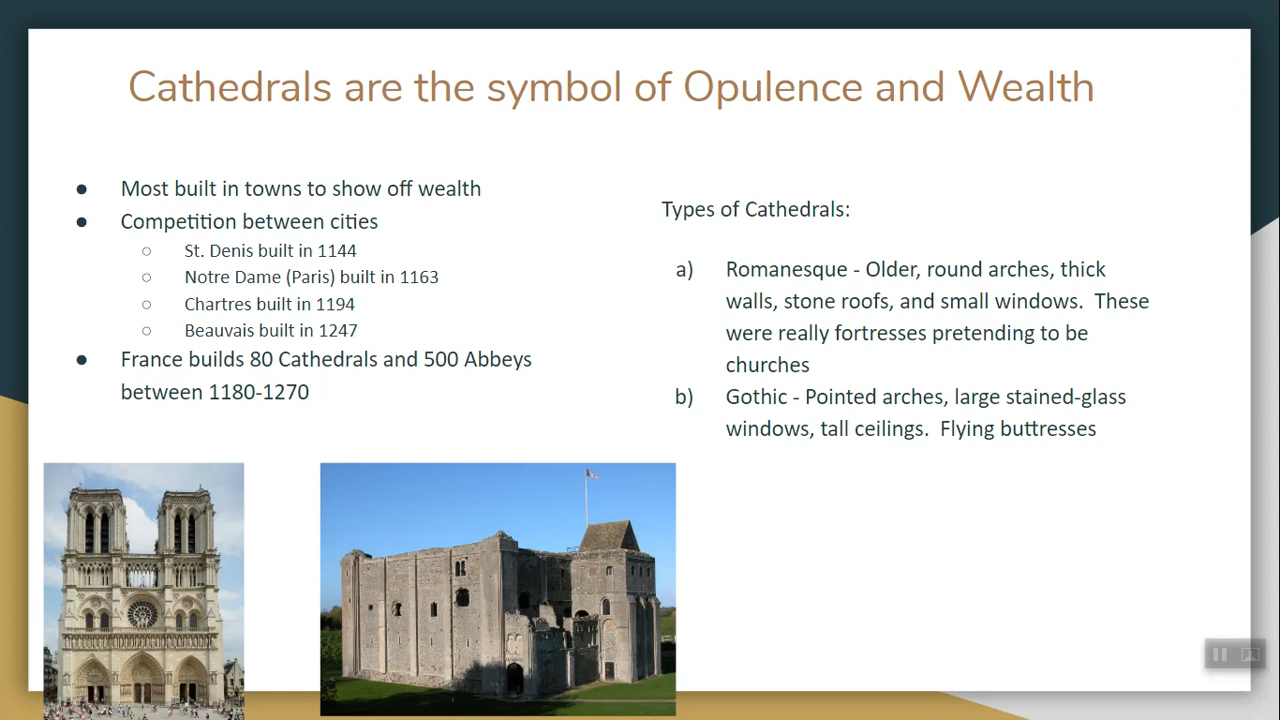 Cathedrals are the symbol of Opulence and Wealth
● Most built in towns to show off wealth
● Competition between cities
○ St. Denis built in 1144
○ Notre Dame (Paris) built in 1163
○ Chartres built in 1194
○ Beauvais built in 1247
● France builds 80 Cathedrals and 500 Abbeys
between 1180-1270
Types of Cathedrals:
a) Romanesque - Older, round arches, thick
walls, stone roofs, and small windows.  These
were really fortresses pretending to be
churches
b) Gothic - Pointed arches, large stained-glass
windows, tall ceilings.  Flying buttresses